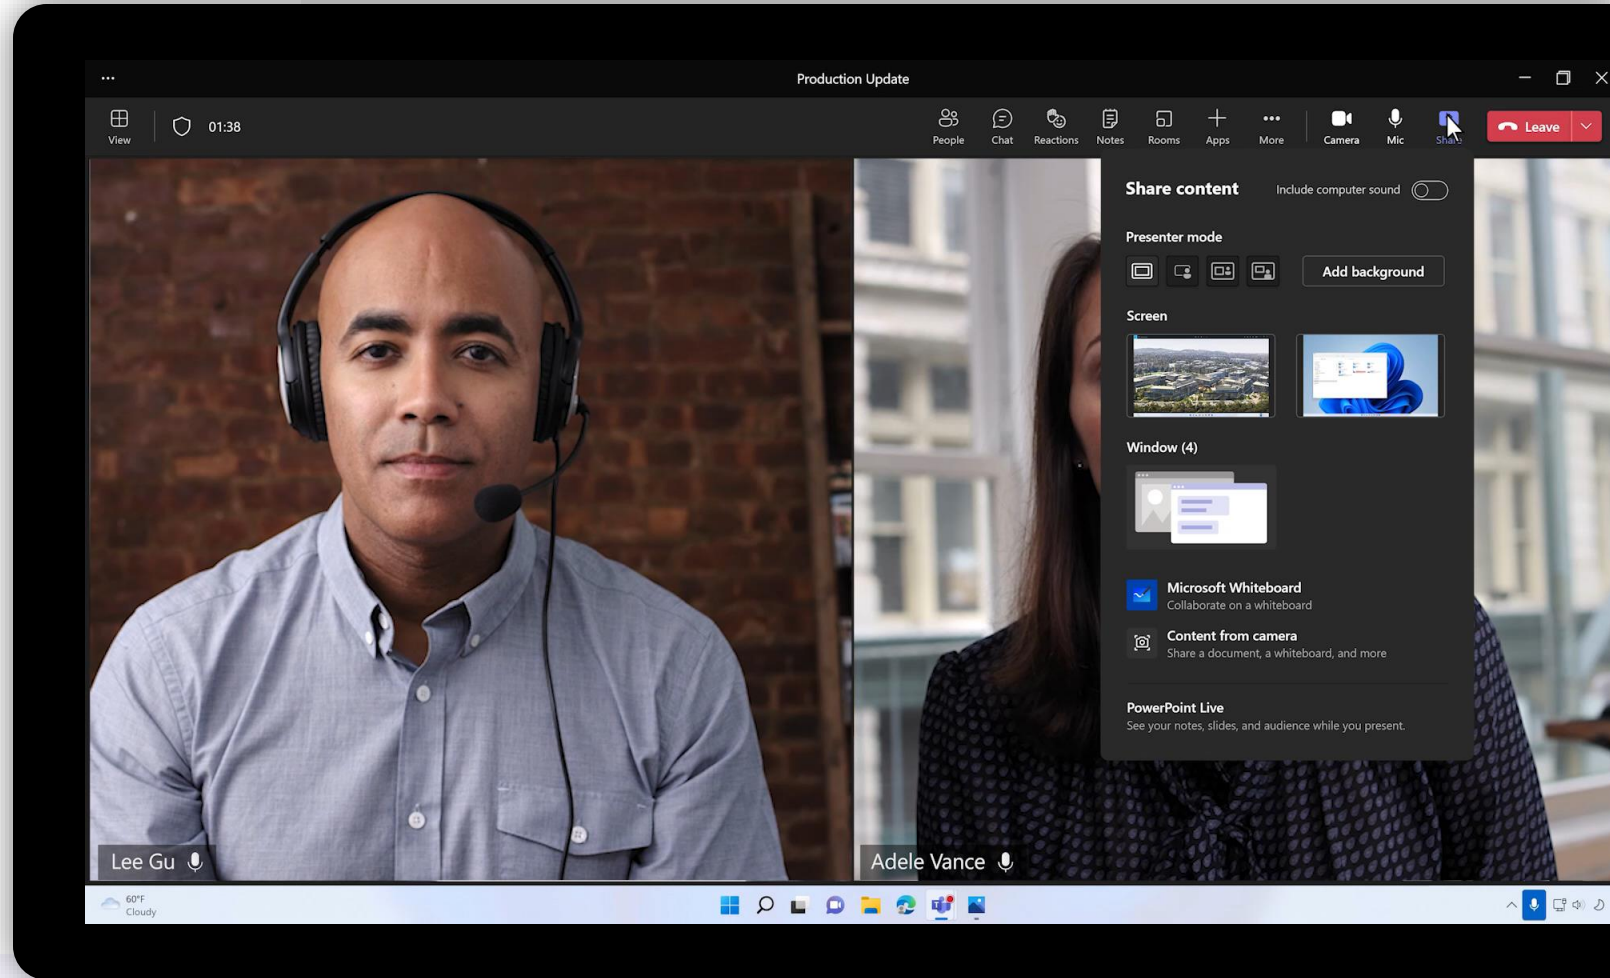 Production Update
View
01:38
People
Chat
Reactions
Notes
Rooms
Apps
More
Camera
Mic
Share
Leave
Share content
Include computer sound
Presenter mode
Add background
Screen
Window (4)
Microsoft Whiteboard
Collaborate on a whiteboard
Content from camera
Share a document, a whiteboard, and more
PowerPoint Live
See your notes, slides, and audience while you present.
Lee Gu
Adele Vance
60°F
Cloudy